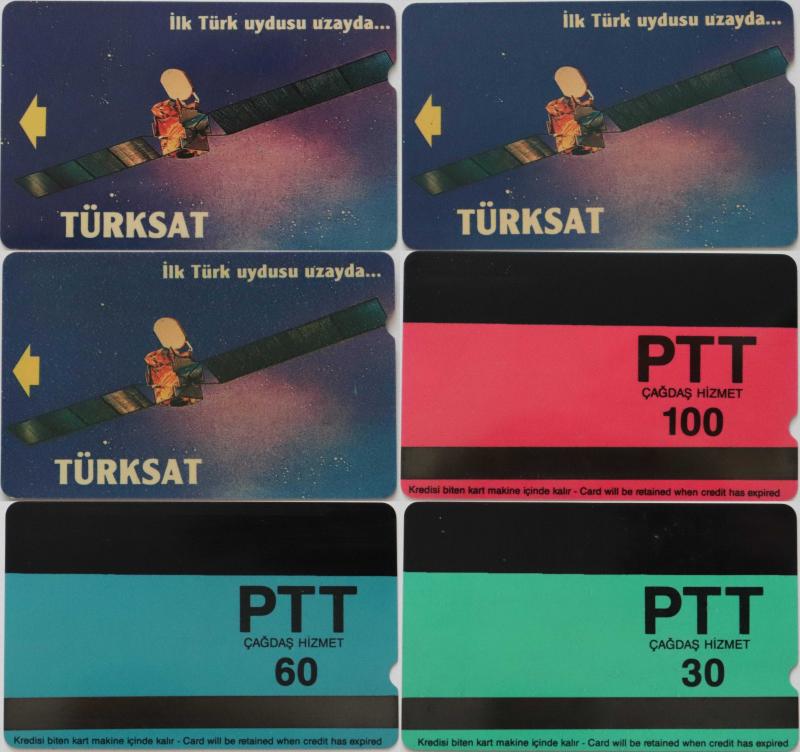 İlk Türk uydusu uzayda...
TÜRKSAT
İlk Türk uydusu uzayda...
TÜRKSAT
İlk Türk uydusu uzayda...
TÜRKSAT
PTT
ÇAĞDAŞ HİZMET
100
Kredisi biten kart makine içinde kalır - Card will be retained when credit has expired
PTT
ÇAĞDAŞ HİZMET
60
Kredisi biten kart makine içinde kalır - Card will be retained when credit has expired
PTT
ÇAĞDAŞ HİZMET
30
Kredisi biten kart makine içinde kalır - Card will be retained when credit has expired